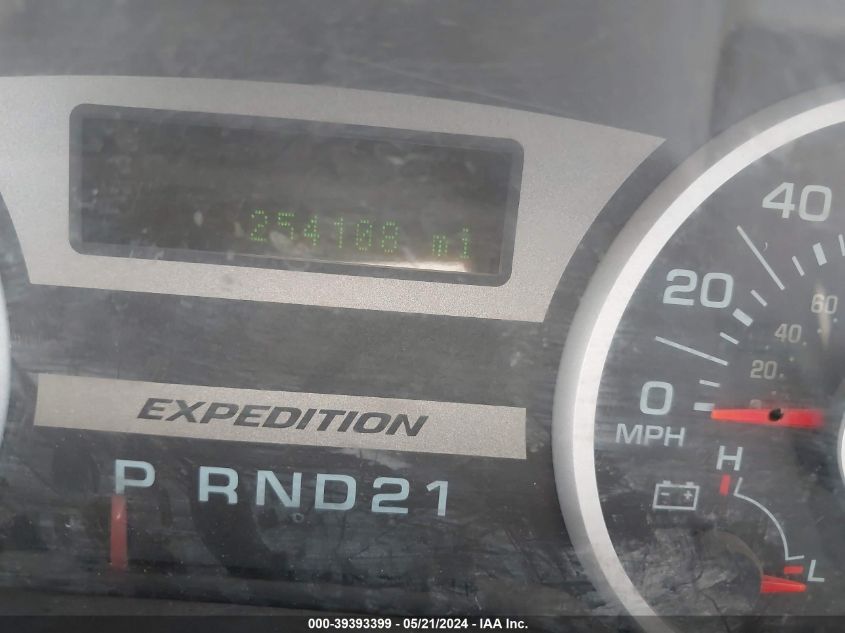 254108 mi
EXPEDITION
P RND21
40
20
0
MPH
60
40
20
H
L
000-39393399 / 05/21/2024 - IAA Inc.